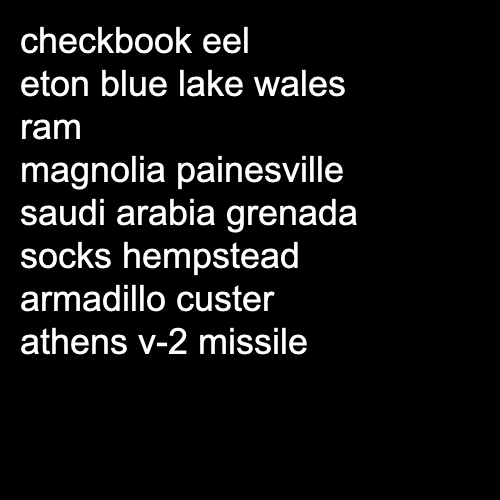 checkbook eel
eton blue lake wales
ram
magnolia painesville
saudi arabia grenada
socks hempstead
armadillo custer
athens v-2 missile